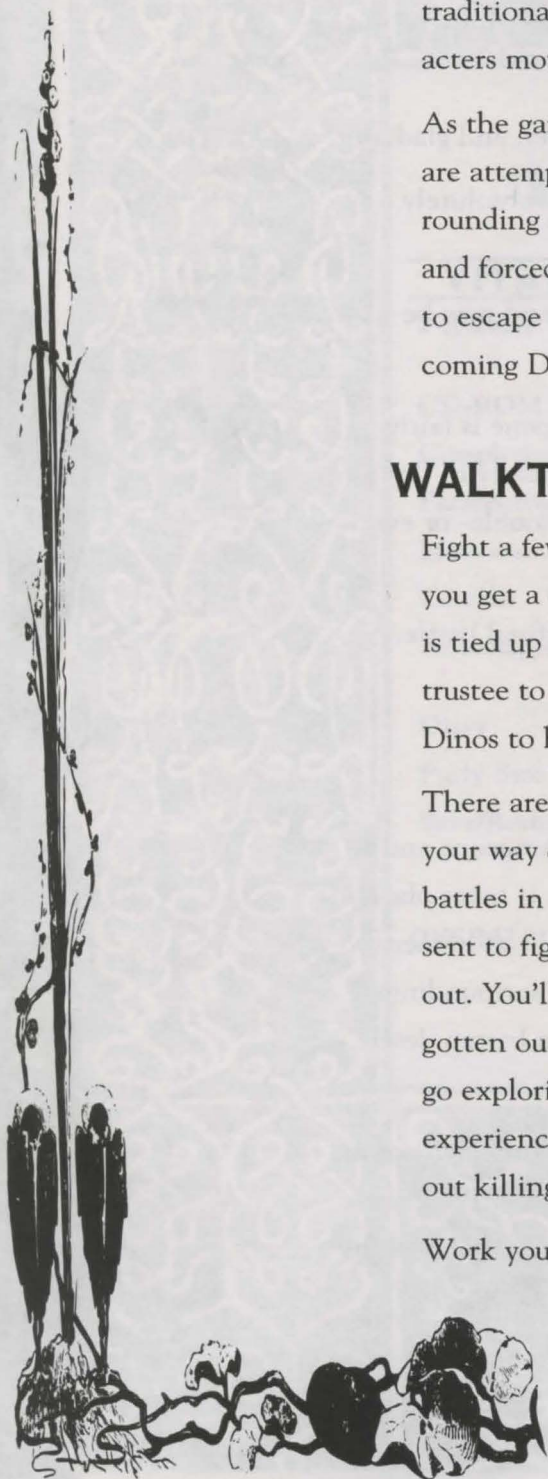 traditiona
acters mo
As the ga
are attemp
rounding
and forced
to escape
coming D
WALKT
Fight a few
you get a
is tied up
trustee to
Dinos to
There are
your way
battles in
sent to fig
out. You'l
gotten ou
go explori
experienc
out killing
Work you